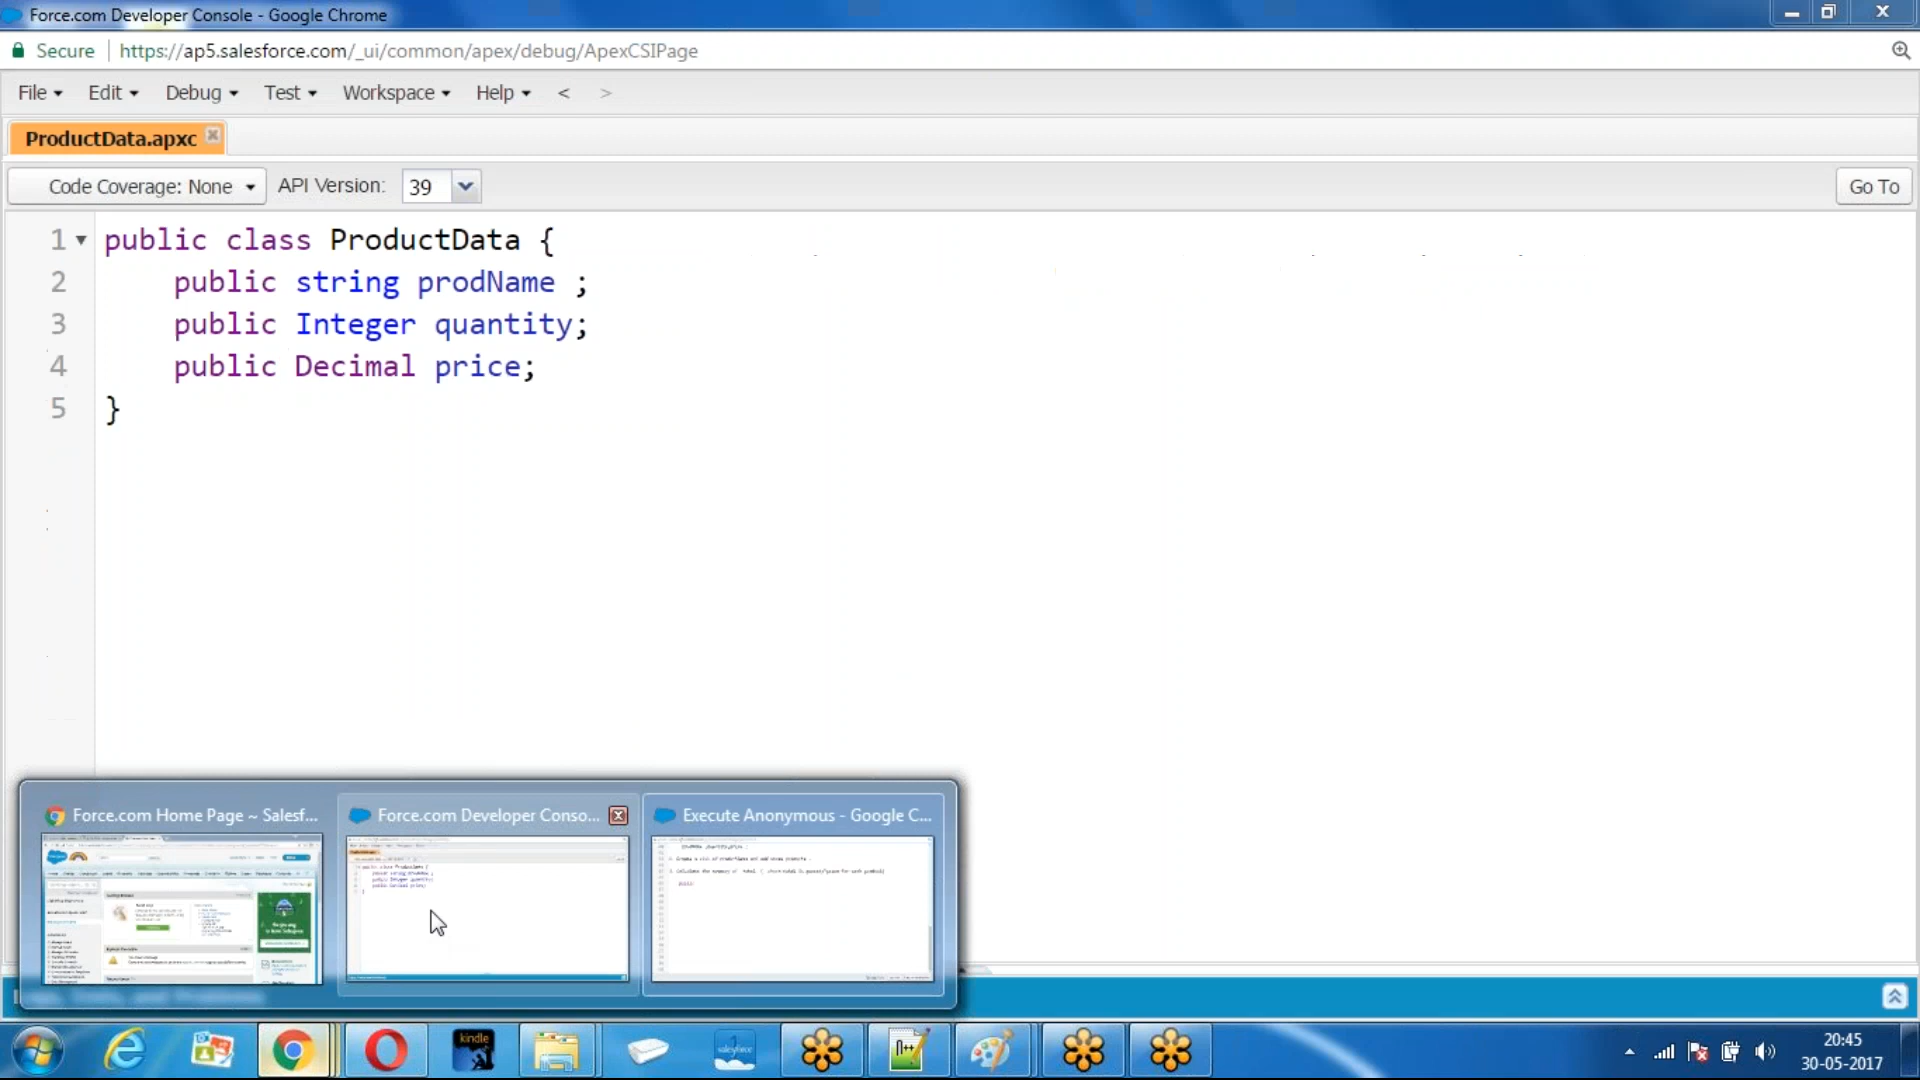 Force.com Developer Console - Google Chrome
Secure
https://ap5.salesforce.com/_ui/common/apex/debug/ApexCSIPage
File Edit Debug Test Workspace Help < >
ProductData.apxc
Code Coverage: None API Version: 39 Go To
1 public class ProductData {
2 public string prodName ;
3 public Integer quantity;
4 public Decimal price;
5 }
Force.com Home Page ~ Salesf...
Force.com Developer Conso...
Execute Anonymous - Google C...
kindle
salesforce
n++
20:45
30-05-2017